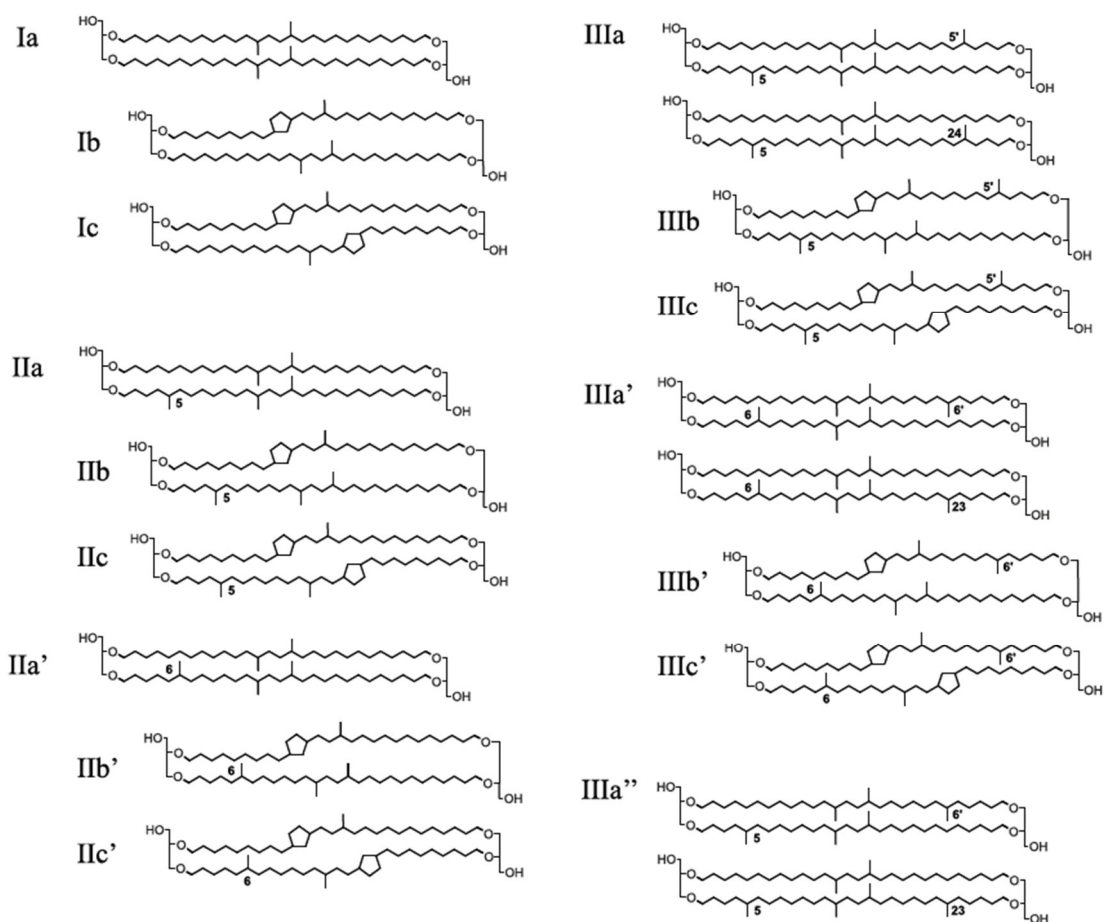 Ia
HO
O O
O O
OH
Ib
HO
O O
O O
OH
Ic
HO
O O
O O
OH
IIa
HO
O O
O 5 O
OH
IIb
HO
O O
O 5 O
OH
IIc
HO
O O
O 5 O
OH
IIa’
HO
O O
O 6 O
OH
IIb’
HO
O O
O 6 O
OH
IIc’
HO
O O
O 6 O
OH
IIIa
HO
O 5' O
O 5 O
OH
HO
O O
O 5 24 O
OH
IIIb
HO
O 5' O
O 5 O
OH
IIIc
HO
O 5' O
O 5 O
OH
IIIa’
HO
O 6' O
O 6 O
OH
HO
O O
O 6 23 O
OH
IIIb’
HO
O 6' O
O 6 O
OH
IIIc’
HO
O 6' O
O 6 O
OH
IIIa’’
HO
O 6' O
O 5 O
OH
HO
O O
O 5 23 O
OH